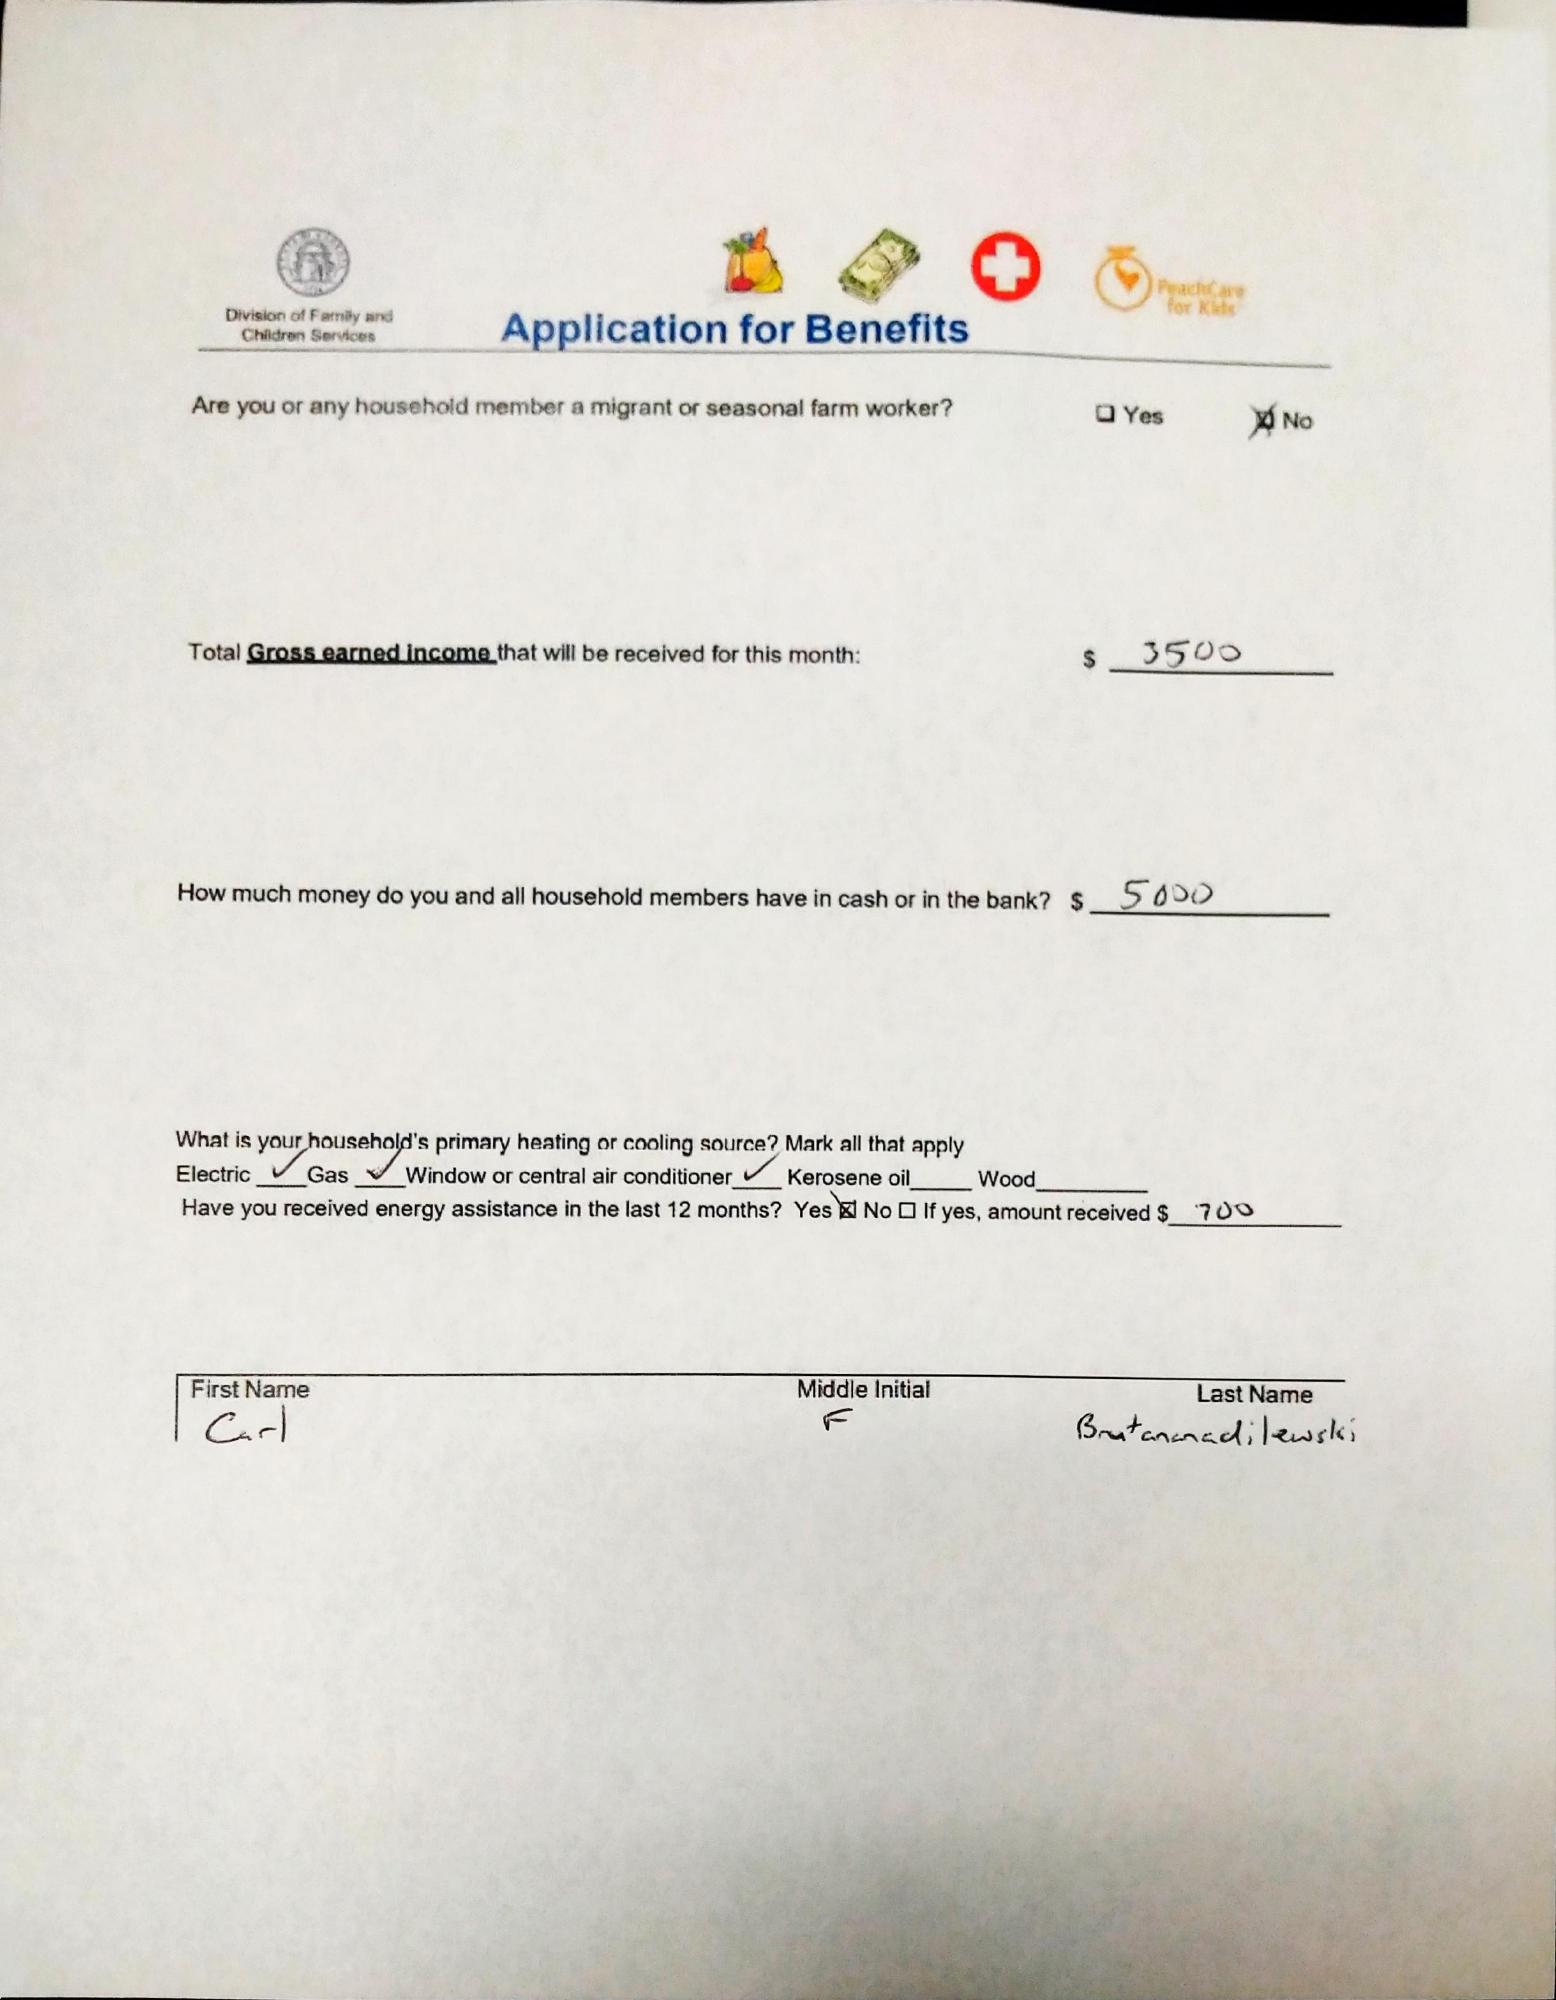 Division of Family and
Children Services
PeachCare
for Kids
Application for Benefits
Are you or any household member a migrant or seasonal farm worker? ☐ Yes ☒ No
Total Gross earned income that will be received for this month: $ 3500
How much money do you and all household members have in cash or in the bank? $ 5000
What is your household's primary heating or cooling source? Mark all that apply
Electric ✓ Gas ✓ Window or central air conditioner ✓ Kerosene oil____ Wood________
Have you received energy assistance in the last 12 months? Yes ☒ No ☐ If yes, amount received $ 700
First Name Middle Initial Last Name
Carl F Brutananadilewski